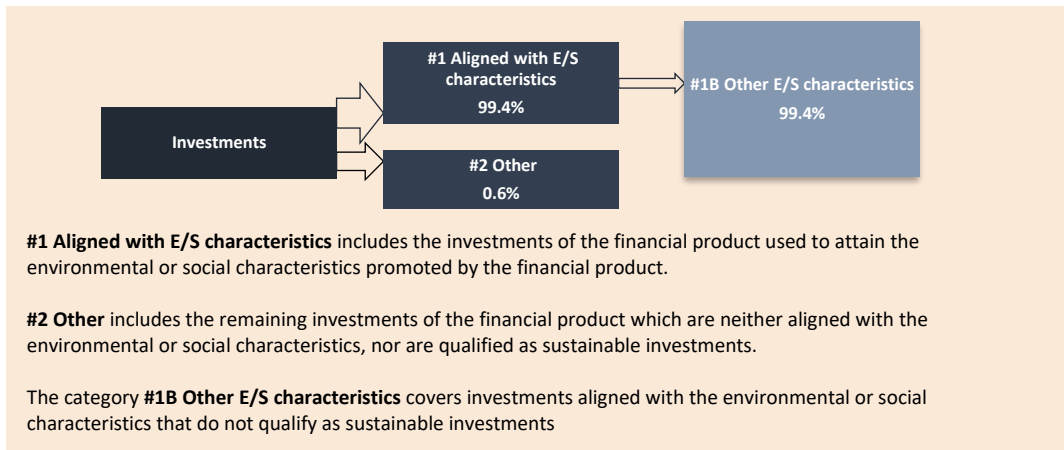 Investments
#1 Aligned with E/S
characteristics
99.4%
#2 Other
0.6%
#1B Other E/S characteristics
99.4%
#1 Aligned with E/S characteristics includes the investments of the financial product used to attain the
environmental or social characteristics promoted by the financial product.
#2 Other includes the remaining investments of the financial product which are neither aligned with the
environmental or social characteristics, nor are qualified as sustainable investments.
The category #1B Other E/S characteristics covers investments aligned with the environmental or social
characteristics that do not qualify as sustainable investments